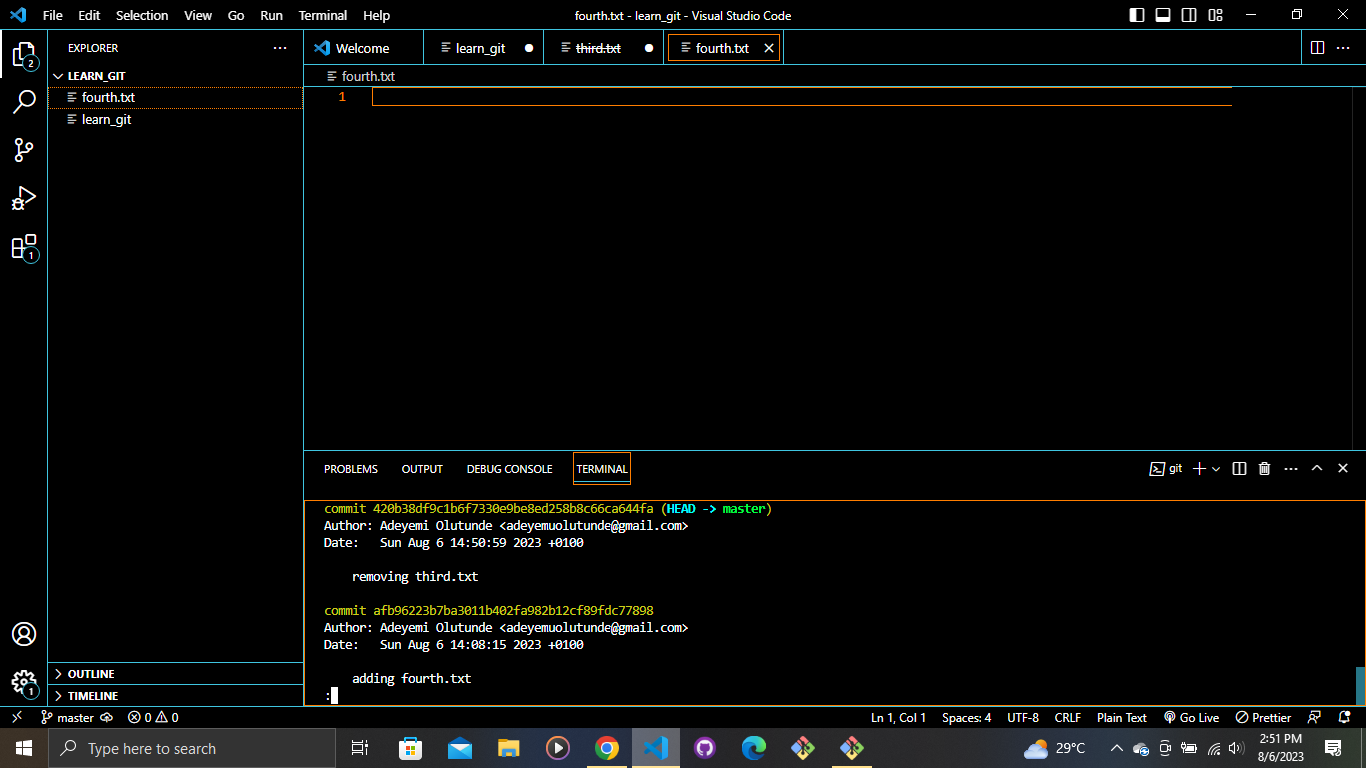 File Edit Selection View Go Run Terminal Help
fourth.txt - learn_git - Visual Studio Code
EXPLORER
Welcome
learn_git
third.txt
fourth.txt
2
LEARN_GIT
fourth.txt
fourth.txt
learn_git
1
1
PROBLEMS OUTPUT DEBUG CONSOLE TERMINAL
git
commit 420b38df9c1b6f7330e9be8ed258b8c66ca644fa (HEAD -> master)
Author: Adeyemi Olutunde <adeyemuolutunde@gmail.com>
Date:   Sun Aug 6 14:50:59 2023 +0100
removing third.txt
commit afb96223b7ba3011b402fa982b12cf89fdc77898
Author: Adeyemi Olutunde <adeyemuolutunde@gmail.com>
Date:   Sun Aug 6 14:08:15 2023 +0100
adding fourth.txt
:
OUTLINE
1
TIMELINE
master 0 0
Ln 1, Col 1 Spaces: 4 UTF-8 CRLF Plain Text Go Live Prettier
Type here to search
29°C
2:51 PM
8/6/2023